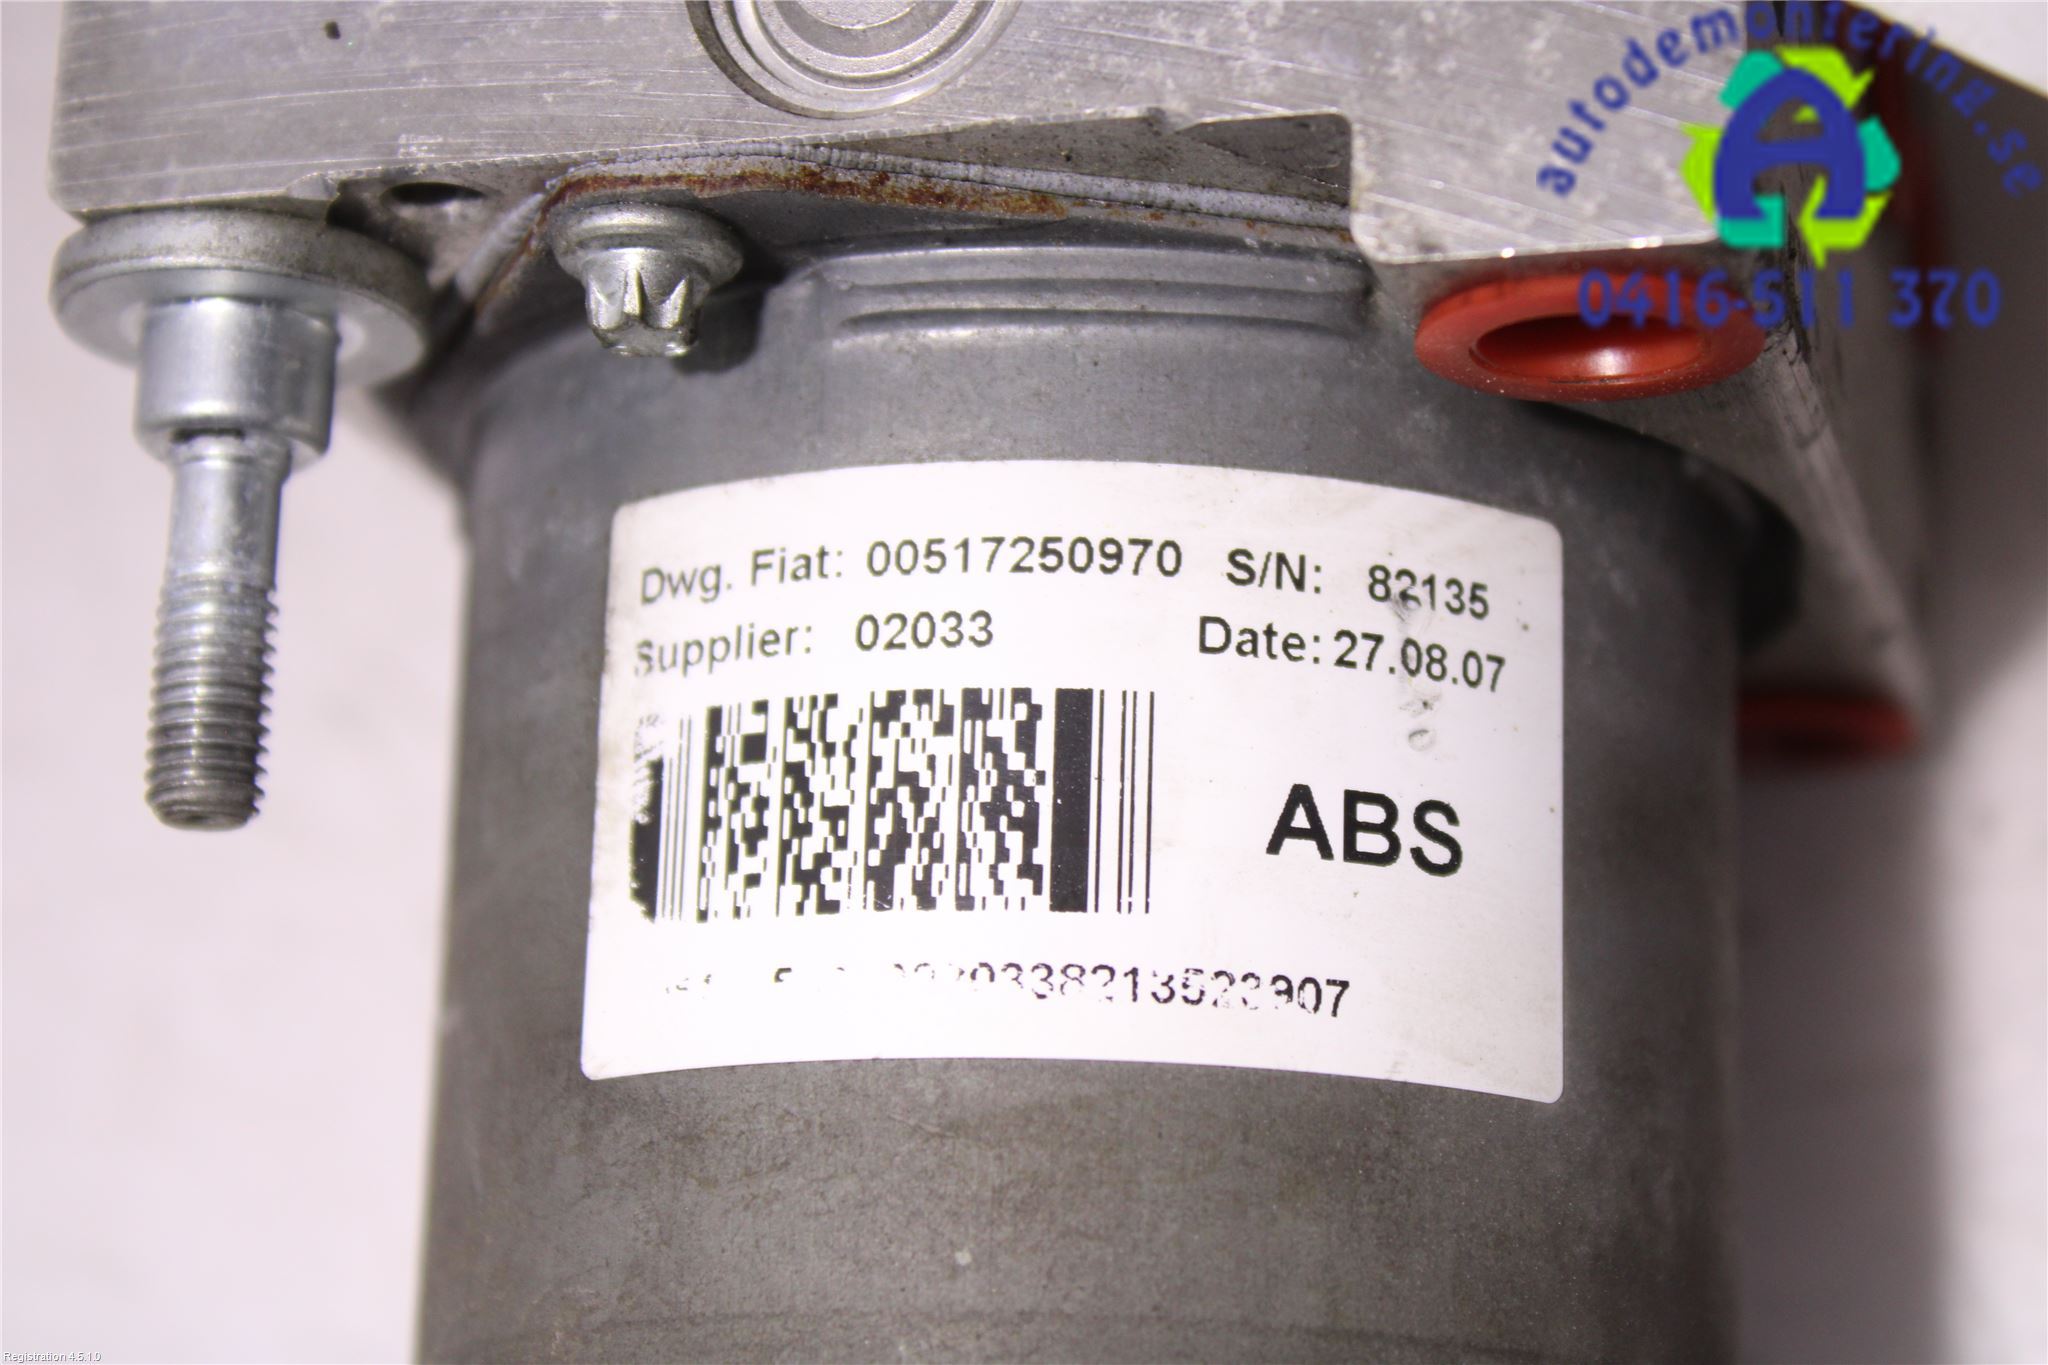 autodemontering.se
A
0416-511 370
Dwg. Fiat: 00517250970 S/N: 82135
Supplier: 02033 Date: 27.08.07
ABS
Registration 4.5.1.0